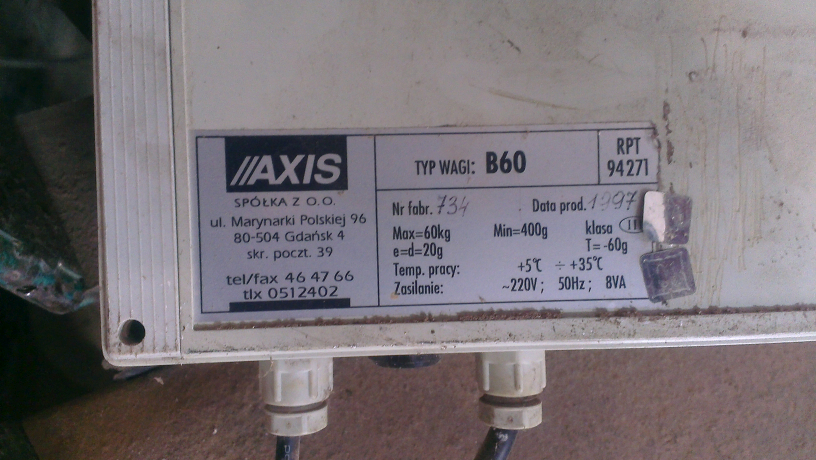 AXIS
SPÓŁKA Z O.O.
ul. Marynarki Polskiej 96
80-504 Gdańsk 4
skr. poczt. 39
tel/fax 46 47 66
tlx 0512402
TYP WAGI: B60
RPT
94271
Nr fabr. 734 Data prod. 1997
Max=60kg Min=400g klasa III
e=d=20g T= -60g
Temp. pracy: +5℃ ÷ +35℃
Zasilanie: ~220V; 50Hz; 8VA